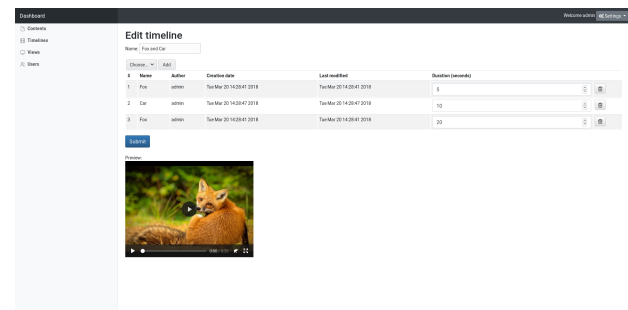 Dashboard
Welcome admin
Settings
Contents
Timelines
Views
Users
Edit timeline
Name: Fox and Car
Choose... Add
# Name Author Creation date Last modified Duration (seconds)
1 Fox admin Tue Mar 20 14:28:41 2018 Tue Mar 20 14:28:41 2018 5
2 Car admin Tue Mar 20 14:28:47 2018 Tue Mar 20 14:28:47 2018 10
3 Fox admin Tue Mar 20 14:28:41 2018 Tue Mar 20 14:28:41 2018 20
Submit
Preview:
0:00